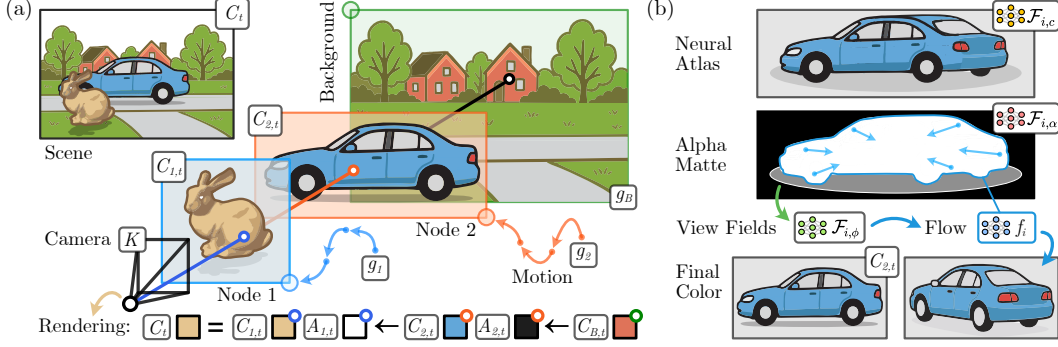 (a)
C_t
Scene
Background
C_{2,t}
C_{1,t}
g_B
Node 2
Camera K
g_1
g_2
Motion
Node 1
Rendering: C_t = C_{1,t} A_{1,t} ← C_{2,t} A_{2,t} ← C_{B,t}
(b)
Neural
Atlas
F_{i,c}
Alpha
Matte
F_{i,α}
View Fields F_{i,ϕ} Flow f_i
Final
Color
C_{2,t}